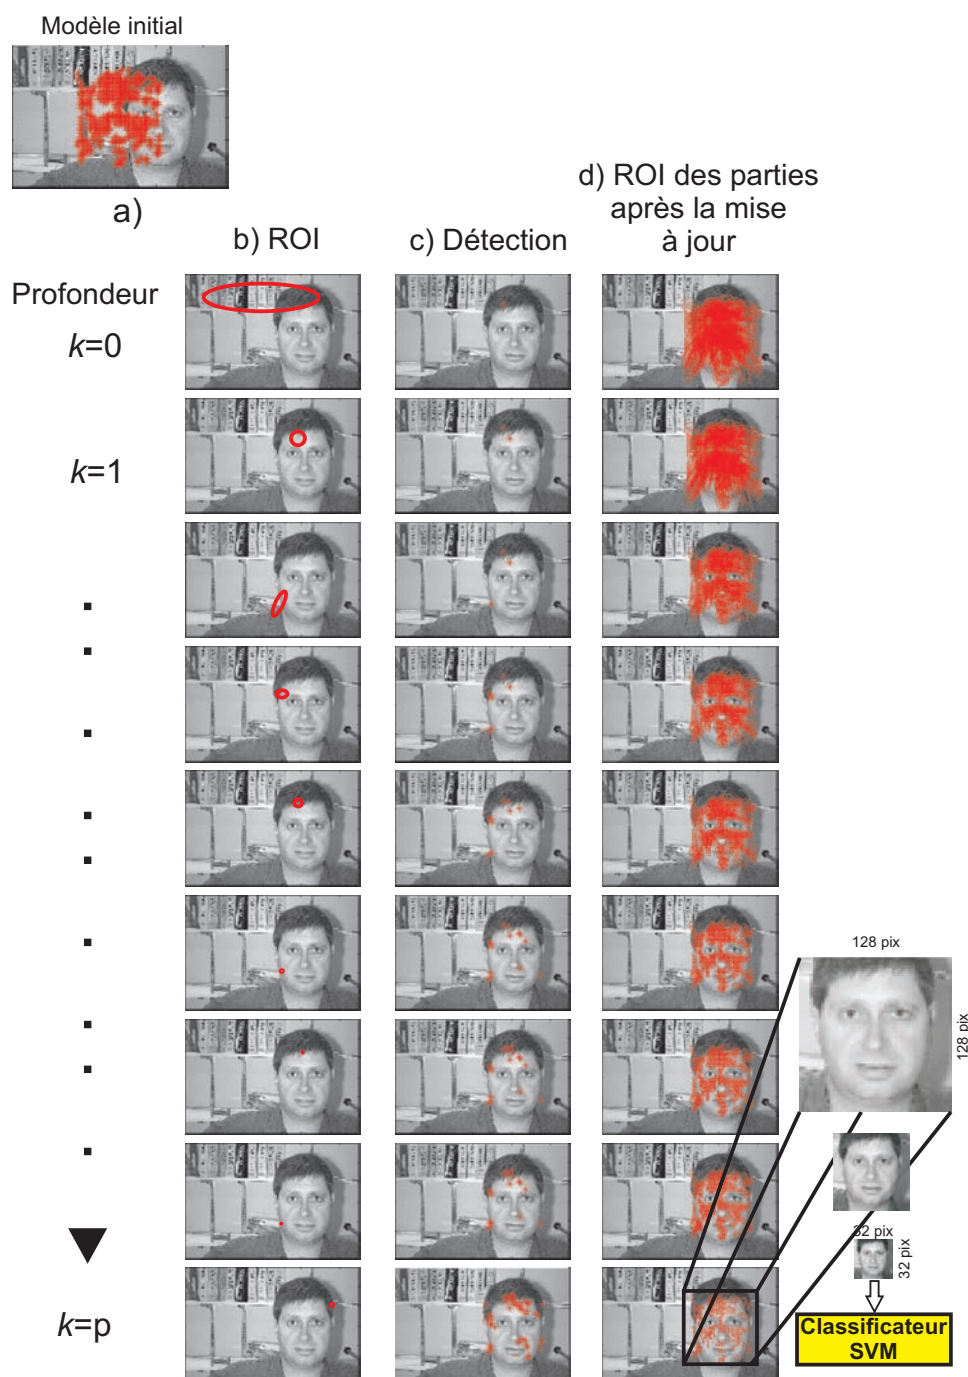 Modèle initial
a)
b) ROI
c) Détection
d) ROI des parties
après la mise
à jour
Profondeur
k=0
k=1
k=p
128 pix
128 pix
32 pix
32 pix
Classificateur
SVM